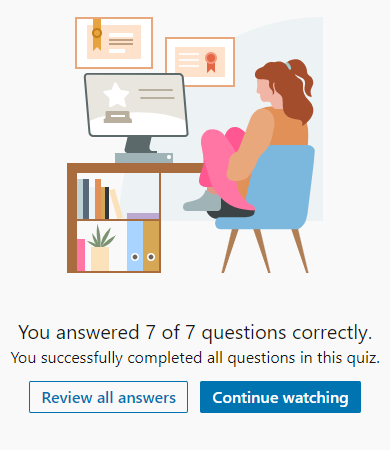 You answered 7 of 7 questions correctly.
You successfully completed all questions in this quiz.
Review all answers
Continue watching